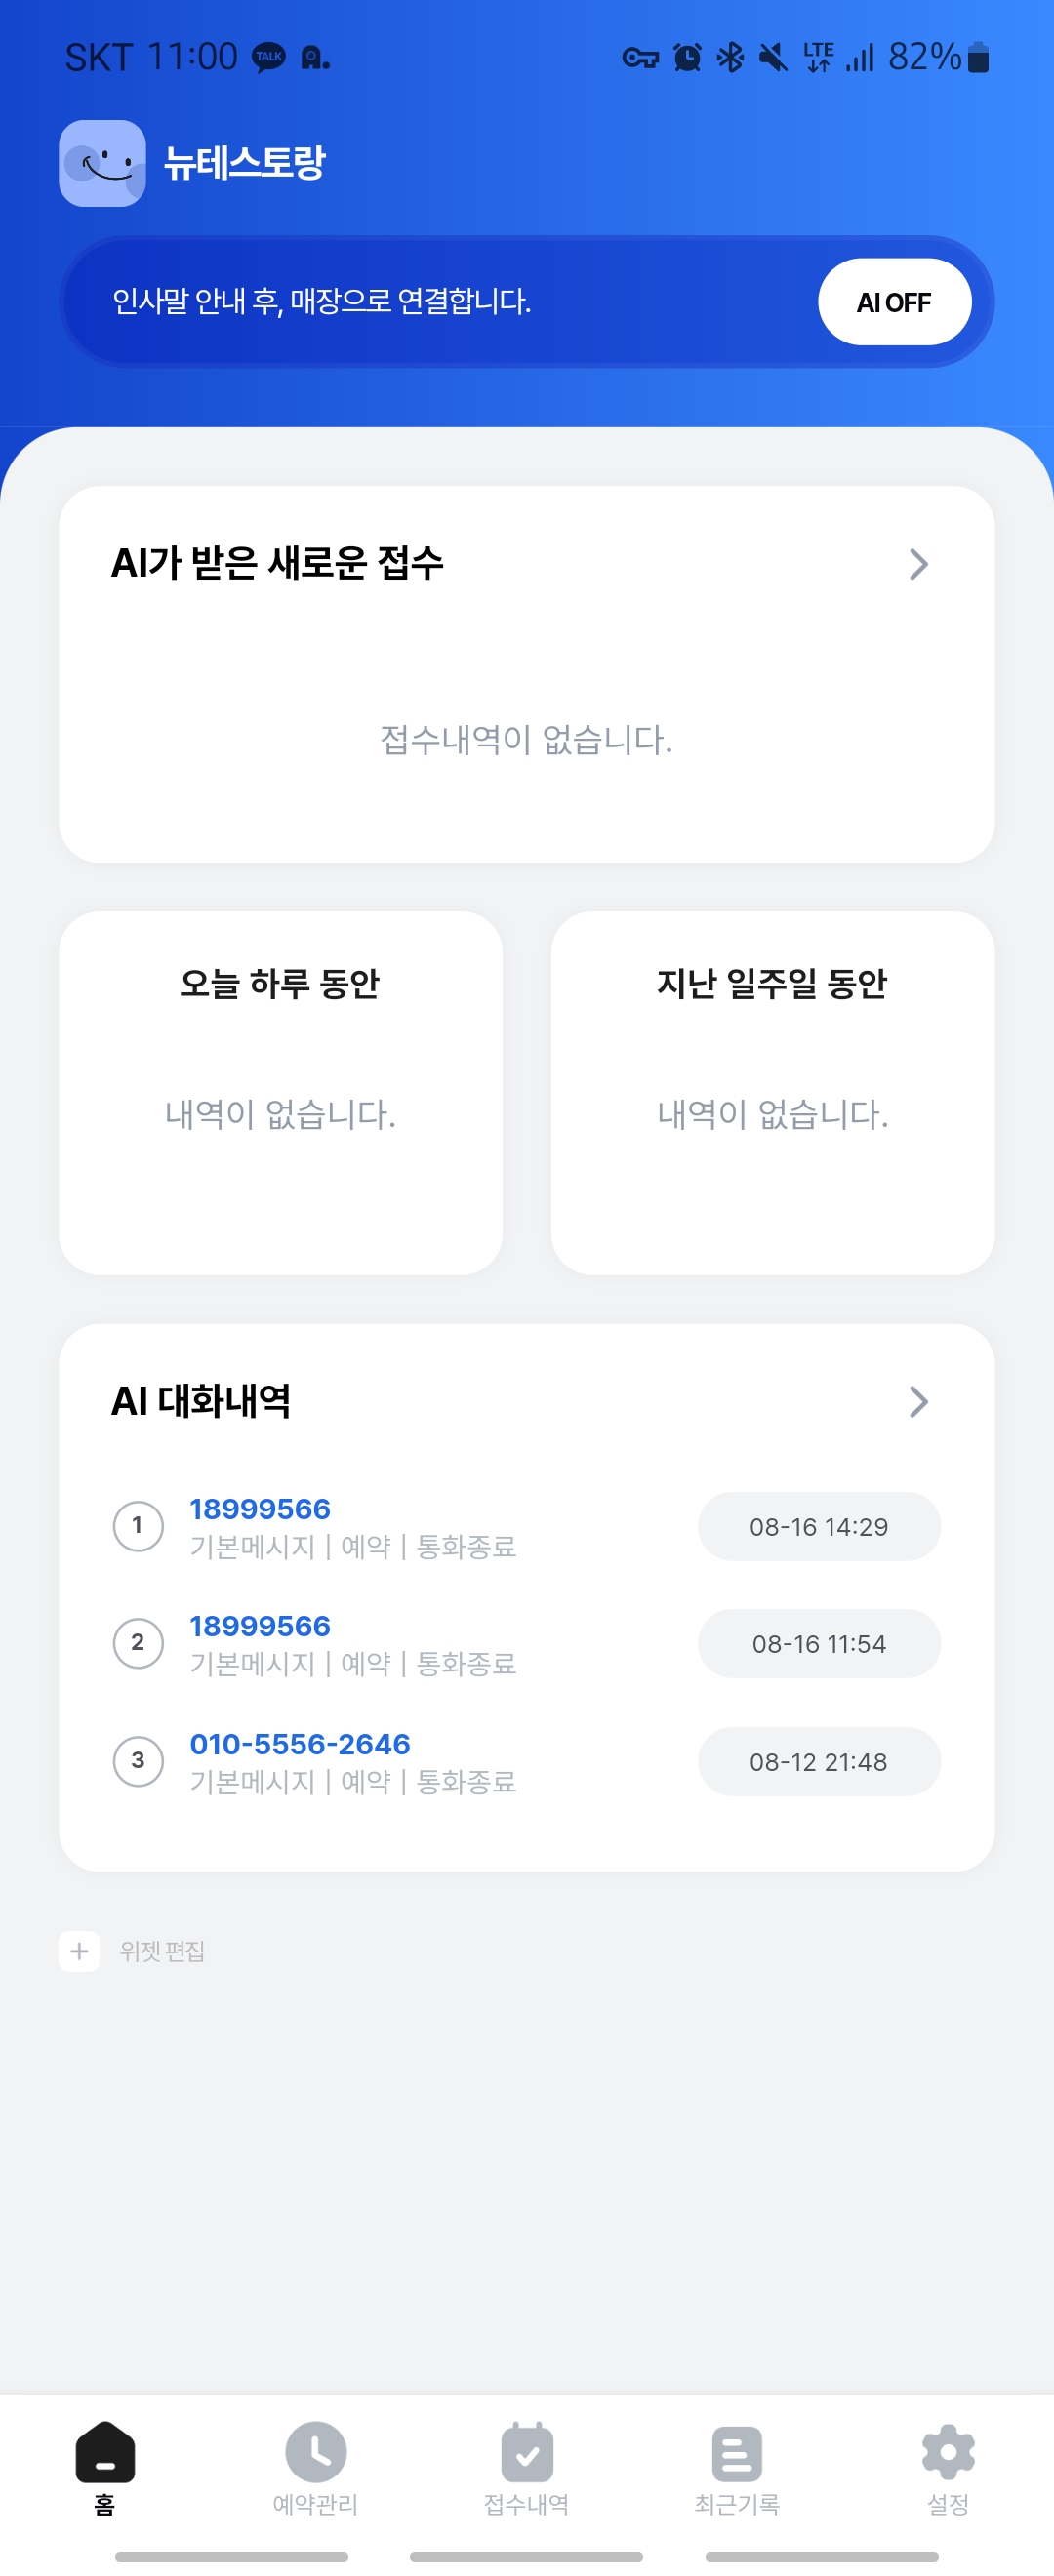 SKT 11:00 TALK LTE 82%
뉴테스토랑
인사말 안내 후, 매장으로 연결합니다.
AI OFF
AI가 받은 새로운 접수
접수내역이 없습니다.
오늘 하루 동안
내역이 없습니다.
지난 일주일 동안
내역이 없습니다.
AI 대화내역
1
18999566
기본메시지 | 예약 | 통화종료
08-16 14:29
2
18999566
기본메시지 | 예약 | 통화종료
08-16 11:54
3
010-5556-2646
기본메시지 | 예약 | 통화종료
08-12 21:48
위젯 편집
홈
예약관리
접수내역
최근기록
설정